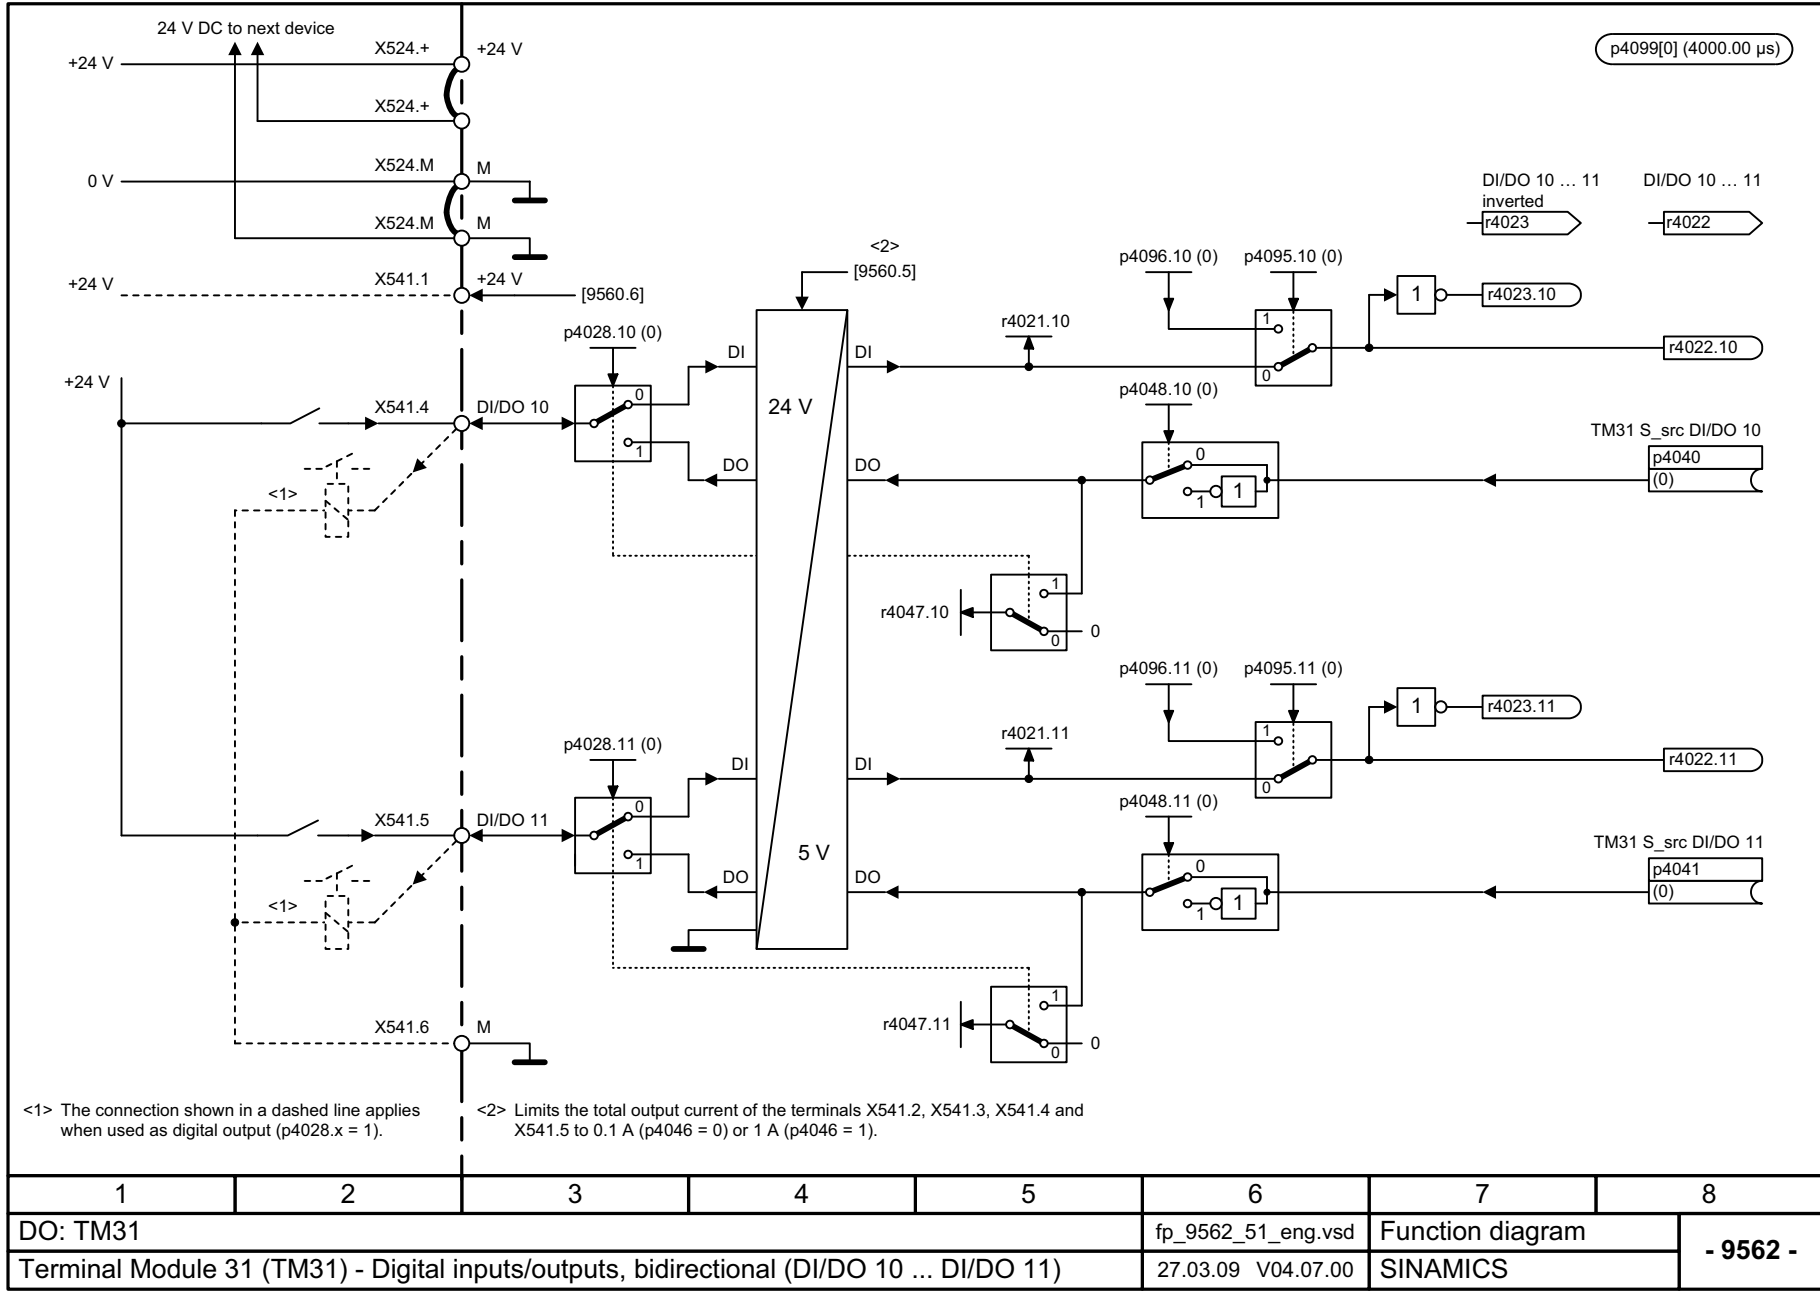 24 V DC to next device
X524.+
+24 V
+24 V
p4099[0] (4000.00 µs)
X524.+
X524.M
M
0 V
DI/DO 10 … 11
inverted
r4023
DI/DO 10 … 11
r4022
X524.M
M
<2>
[9560.5]
+24 V
X541.1
+24 V
[9560.6]
p4096.10 (0)
p4095.10 (0)
1
r4023.10
p4028.10 (0)
r4021.10
1
0
r4022.10
DI
DI
+24 V
X541.4
DI/DO 10
0
1
24 V
p4048.10 (0)
TM31 S_src DI/DO 10
p4040
(0)
DO
DO
0
1
1
<1>
1
0
0
r4047.10
p4096.11 (0)
p4095.11 (0)
1
r4023.11
p4028.11 (0)
r4021.11
1
0
r4022.11
DI
DI
X541.5
DI/DO 11
0
1
5 V
p4048.11 (0)
TM31 S_src DI/DO 11
p4041
(0)
DO
DO
0
1
1
<1>
1
0
0
r4047.11
X541.6
M
<1> The connection shown in a dashed line applies
when used as digital output (p4028.x = 1).
<2> Limits the total output current of the terminals X541.2, X541.3, X541.4 and
X541.5 to 0.1 A (p4046 = 0) or 1 A (p4046 = 1).
1 2 3 4 5 6 7 8
DO: TM31
fp_9562_51_eng.vsd
Function diagram
- 9562 -
Terminal Module 31 (TM31) - Digital inputs/outputs, bidirectional (DI/DO 10 ... DI/DO 11)
27.03.09 V04.07.00
SINAMICS